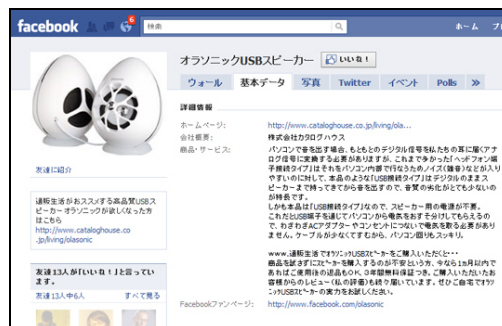 facebook
6
検索
ホーム
プ
オラソニックUSBスピーカー
いいね！
ウォール 基本データ 写真 Twitter イベント Polls »
詳細情報
ホームページ: http://www.cataloghouse.co.jp/living/ola...
会社概要: 株式会社カタログハウス
商品・サービス: パソコンで音を出す場合、もともとのデジタル信号を私たちの耳に届くアナ
ログ信号に変換する必要がありますが、これまで多かった「ヘッドフォン端
子接続タイプ」はそれをパソコン内部で行なうためノイズ(雑音)などが入り
やすいのに対して、本品のような「USB接続タイプ」はデジタルのままス
ピーカーまで持ってきてから音を出すので、音質の劣化がとても少ない
が特長です。
しかも本品は「USB接続タイプ」なので、スピーカー用の電源が不要。
これだとUSB端子を通じてパソコンから電気をおすそ分けしてもらえるの
で、わざわざACアダプターやコンセントにつないで電気を取る必要があり
ません。ケーブルが少なくてすむから、パソコン回りもスッキリ。
www.通販生活でオラソニックUSBスピーカーをご購入いただくと…
商品を試さずにスピーカーを購入するのが不安という方、今なら1ヵ月以内で
あればご使用後の返品もOK、3年間無料保証つき。ご購入いただいたお
客様からのレビュー(私の評価)も続々届いています。ぜひご自宅でオラソ
ニックUSBスピーカーの実力をお試しください。
Facebookファンページ: http://www.facebook.com/olasonic
友達に紹介
通販生活がおススメする高品質USBス
ピーカーオラソニックが欲しくなった方
はこちら
http://www.cataloghouse.co
.jp/living/olasonic
友達13人が「いいね！」と言ってい
ます。
友達13人中6人 すべて見る